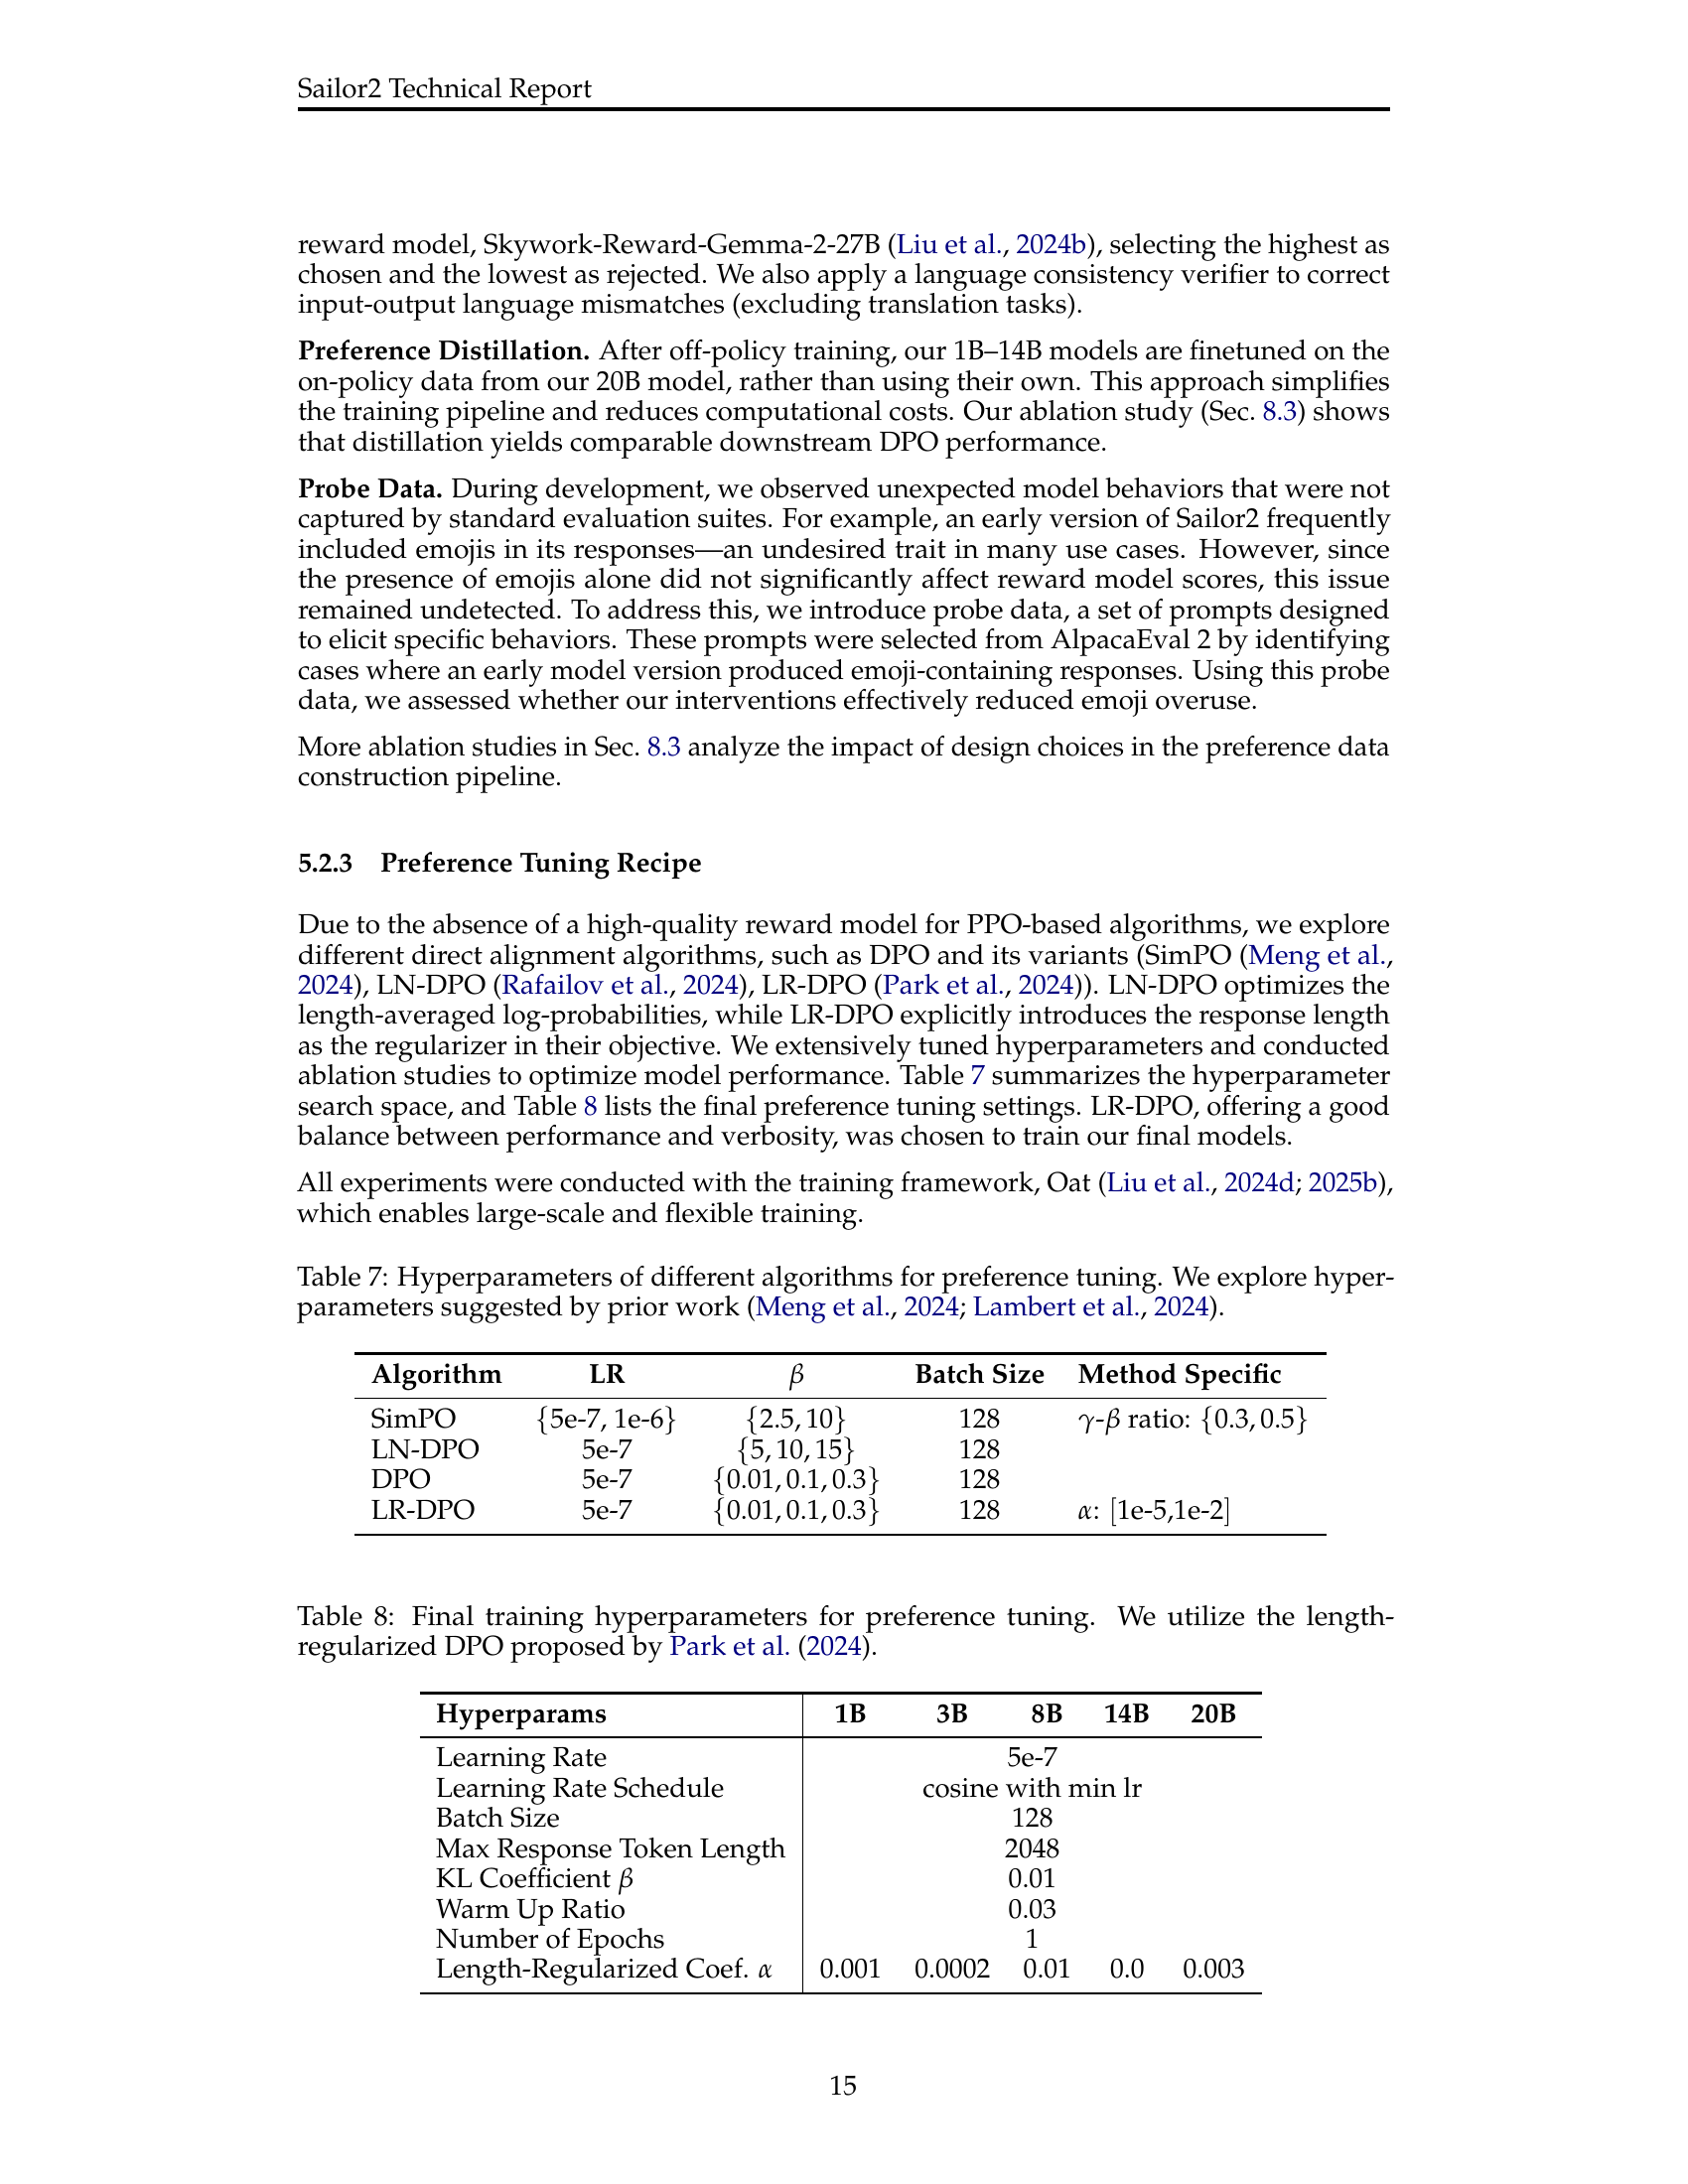 Sailor2 Technical Report
reward model, Skywork-Reward-Gemma-2-27B (Liu et al., 2024b), selecting the highest as
chosen and the lowest as rejected. We also apply a language consistency verifier to correct
input-output language mismatches (excluding translation tasks).
Preference Distillation. After off-policy training, our 1B–14B models are finetuned on the
on-policy data from our 20B model, rather than using their own. This approach simplifies
the training pipeline and reduces computational costs. Our ablation study (Sec. 8.3) shows
that distillation yields comparable downstream DPO performance.
Probe Data. During development, we observed unexpected model behaviors that were not
captured by standard evaluation suites. For example, an early version of Sailor2 frequently
included emojis in its responses—an undesired trait in many use cases. However, since
the presence of emojis alone did not significantly affect reward model scores, this issue
remained undetected. To address this, we introduce probe data, a set of prompts designed
to elicit specific behaviors. These prompts were selected from AlpacaEval 2 by identifying
cases where an early model version produced emoji-containing responses. Using this probe
data, we assessed whether our interventions effectively reduced emoji overuse.
More ablation studies in Sec. 8.3 analyze the impact of design choices in the preference data
construction pipeline.
5.2.3 Preference Tuning Recipe
Due to the absence of a high-quality reward model for PPO-based algorithms, we explore
different direct alignment algorithms, such as DPO and its variants (SimPO (Meng et al.,
2024), LN-DPO (Rafailov et al., 2024), LR-DPO (Park et al., 2024)). LN-DPO optimizes the
length-averaged log-probabilities, while LR-DPO explicitly introduces the response length
as the regularizer in their objective. We extensively tuned hyperparameters and conducted
ablation studies to optimize model performance. Table 7 summarizes the hyperparameter
search space, and Table 8 lists the final preference tuning settings. LR-DPO, offering a good
balance between performance and verbosity, was chosen to train our final models.
All experiments were conducted with the training framework, Oat (Liu et al., 2024d; 2025b),
which enables large-scale and flexible training.
Table 7: Hyperparameters of different algorithms for preference tuning. We explore hyper-
parameters suggested by prior work (Meng et al., 2024; Lambert et al., 2024).
Algorithm LR β Batch Size Method Specific
SimPO {5e-7, 1e-6} {2.5, 10} 128 γ-β ratio: {0.3, 0.5}
LN-DPO 5e-7 {5, 10, 15} 128
DPO 5e-7 {0.01, 0.1, 0.3} 128
LR-DPO 5e-7 {0.01, 0.1, 0.3} 128 α: [1e-5,1e-2]
Table 8: Final training hyperparameters for preference tuning. We utilize the length-
regularized DPO proposed by Park et al. (2024).
Hyperparams 1B 3B 8B 14B 20B
Learning Rate 5e-7
Learning Rate Schedule cosine with min lr
Batch Size 128
Max Response Token Length 2048
KL Coefficient β 0.01
Warm Up Ratio 0.03
Number of Epochs 1
Length-Regularized Coef. α 0.001 0.0002 0.01 0.0 0.003
15